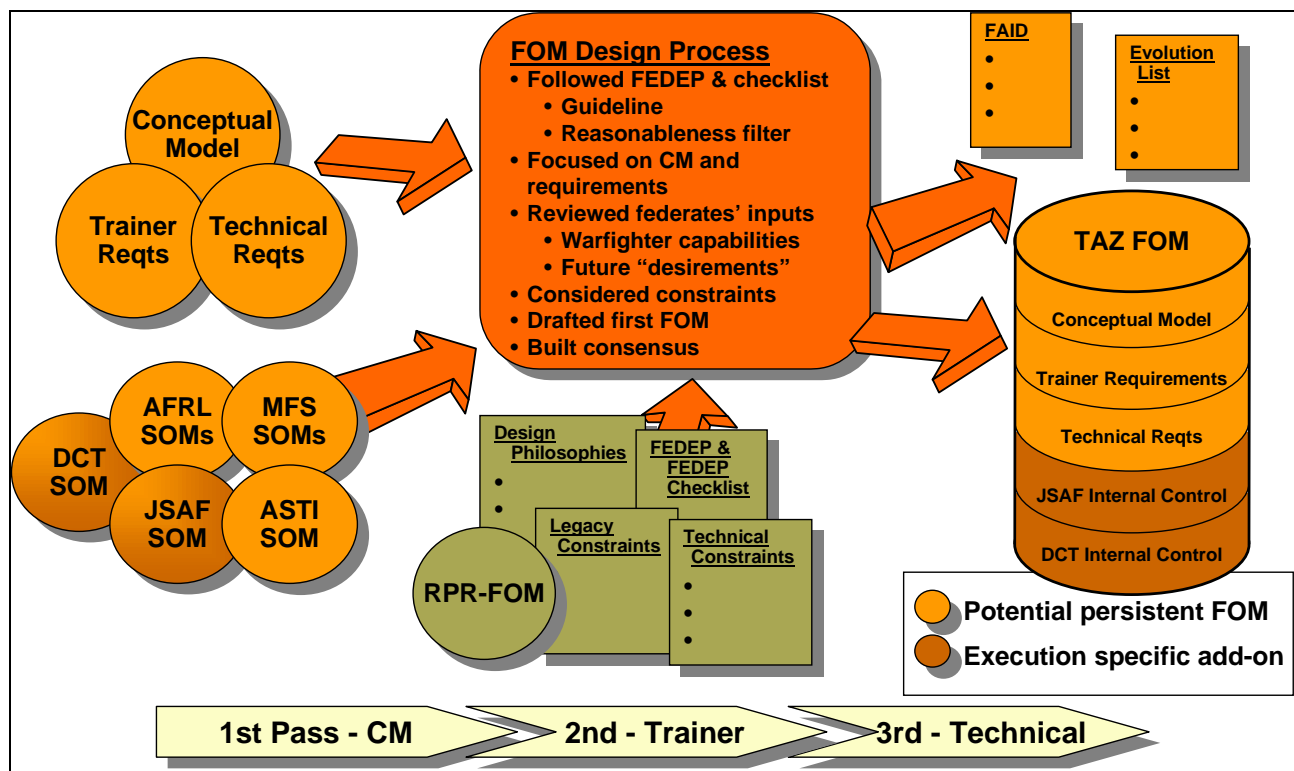 Conceptual
Model
Trainer
Reqts
Technical
Reqts
AFRL
SOMs
MFS
SOMs
DCT
SOM
JSAF
SOM
ASTI
SOM
FOM Design Process
• Followed FEDEP & checklist
• Guideline
• Reasonableness filter
• Focused on CM and
requirements
• Reviewed federates’ inputs
• Warfighter capabilities
• Future “desirements”
• Considered constraints
• Drafted first FOM
• Built consensus
Design
Philosophies
•
•
FEDEP &
FEDEP
Checklist
Legacy
Constraints
Technical
Constraints
•
•
•
RPR-FOM
FAID
•
•
•
Evolution
List
•
•
•
TAZ FOM
Conceptual Model
Trainer Requirements
Technical Reqts
JSAF Internal Control
DCT Internal Control
Potential persistent FOM
Execution specific add-on
1st Pass - CM
2nd - Trainer
3rd - Technical